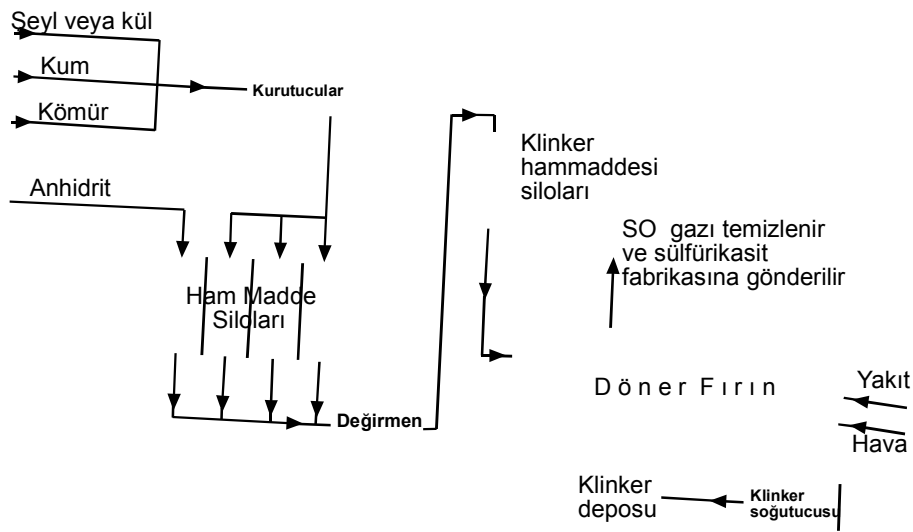 Şeyl veya kül
Kum
Kurutucular
Kömür
Klinker
hammaddesi
siloları
Anhidrit
SO gazı temizlenir
ve sülfürikasit
fabrikasına gönderilir
Ham Madde
Siloları
Döner Fırın
Yakıt
Değirmen
Hava
Klinker
deposu
Klinker
soğutucusu